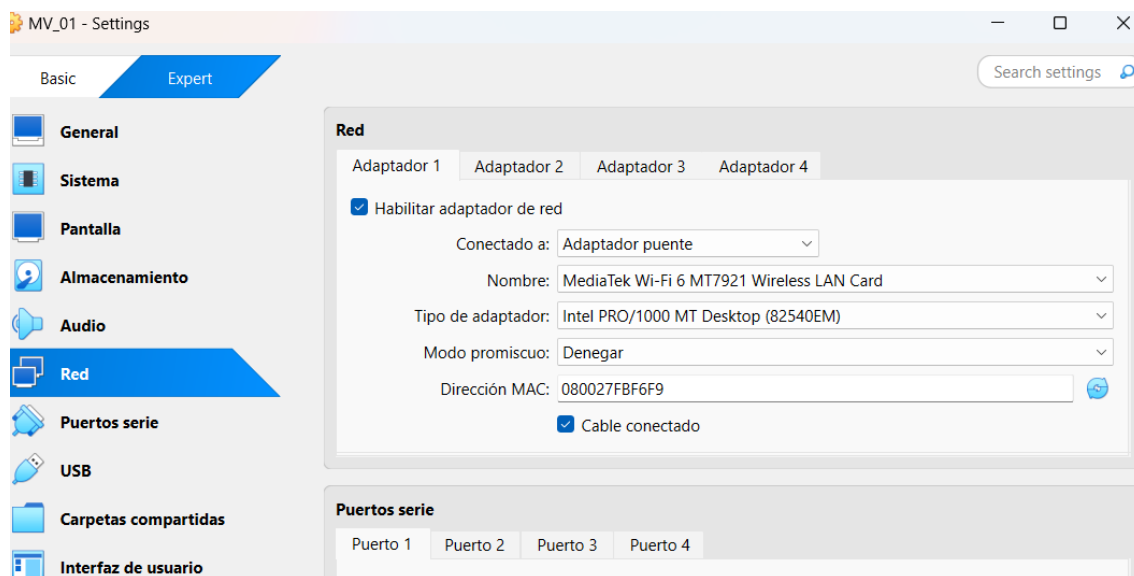 MV_01 - Settings
Basic
Expert
Search settings
General
Sistema
Pantalla
Almacenamiento
Audio
Red
Puertos serie
USB
Carpetas compartidas
Interfaz de usuario
Red
Adaptador 1 Adaptador 2 Adaptador 3 Adaptador 4
Habilitar adaptador de red
Conectado a: Adaptador puente
Nombre: MediaTek Wi-Fi 6 MT7921 Wireless LAN Card
Tipo de adaptador: Intel PRO/1000 MT Desktop (82540EM)
Modo promiscuo: Denegar
Dirección MAC: 080027FBF6F9
Cable conectado
Puertos serie
Puerto 1 Puerto 2 Puerto 3 Puerto 4